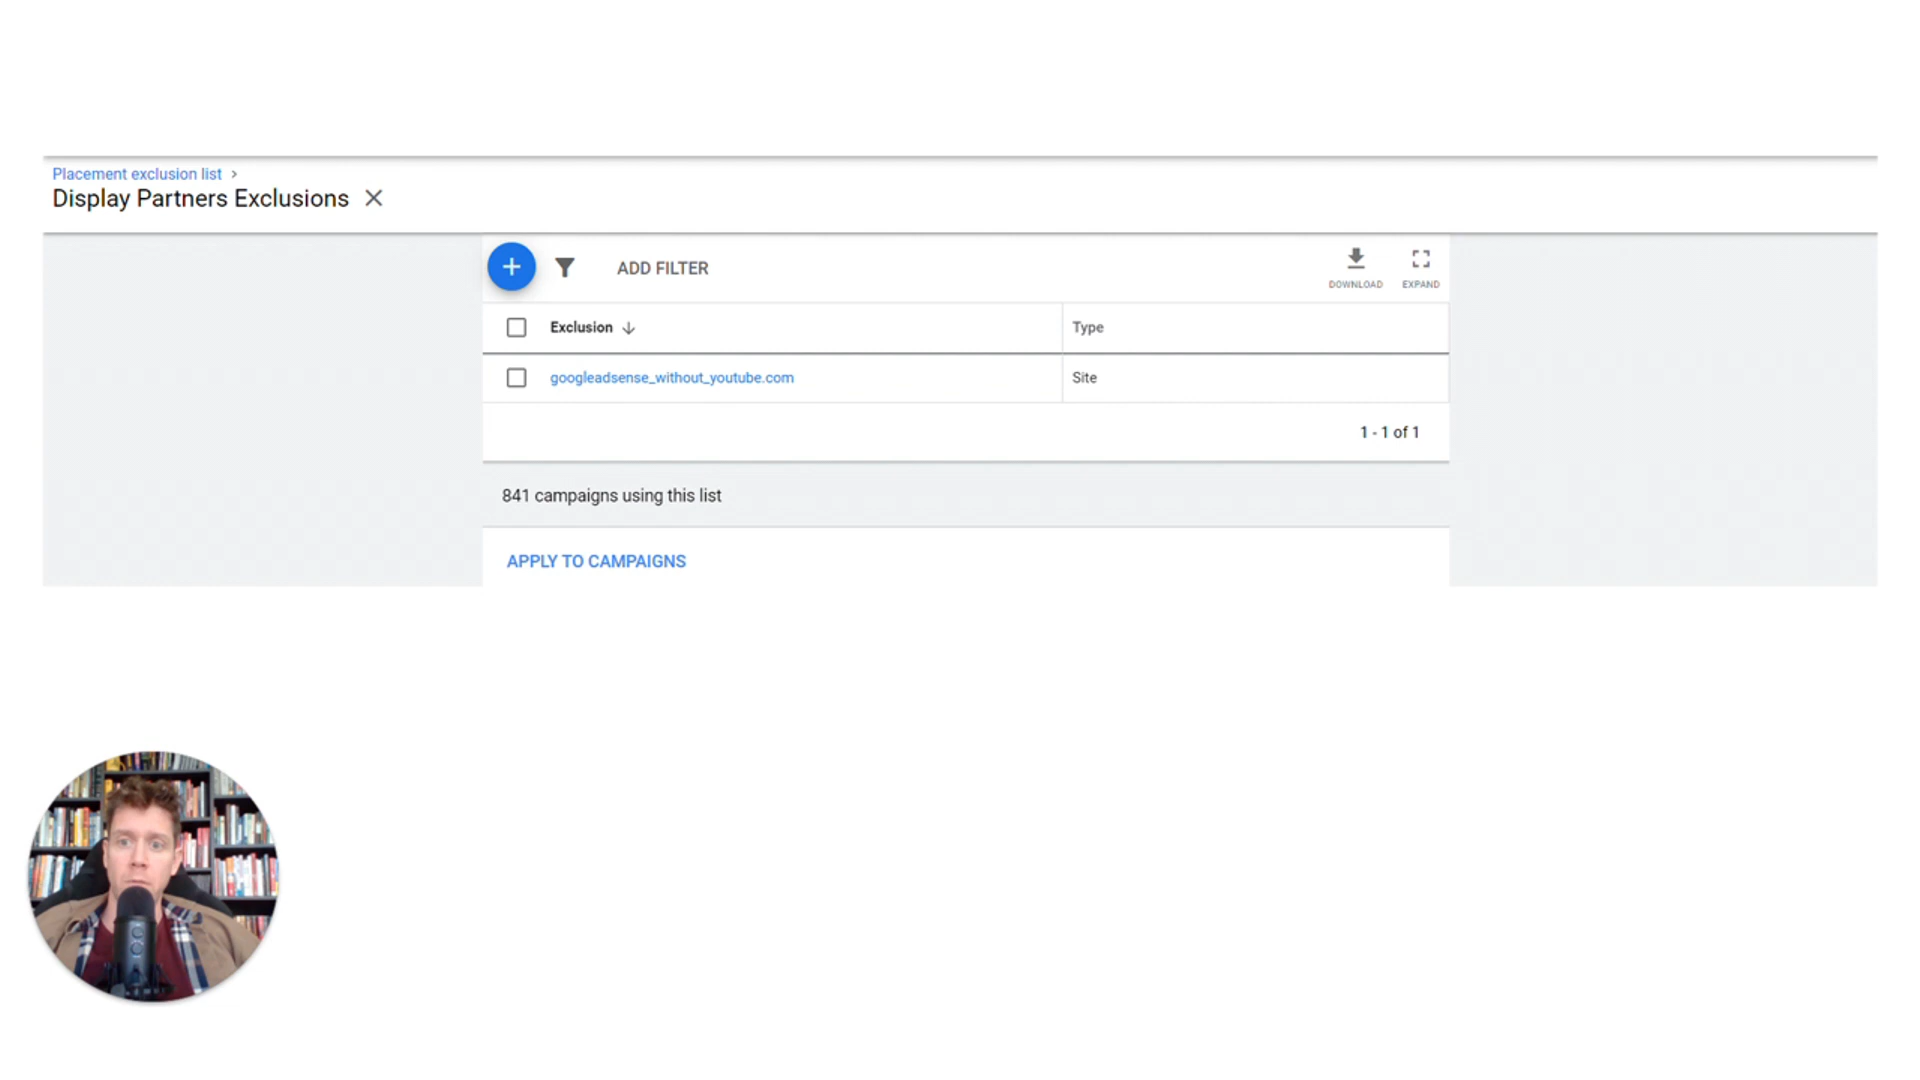 Placement exclusion list
Display Partners Exclusions
ADD FILTER
DOWNLOAD
EXPAND
Exclusion
Type
googleadsense_without_youtube.com
Site
1 - 1 of 1
841 campaigns using this list
APPLY TO CAMPAIGNS